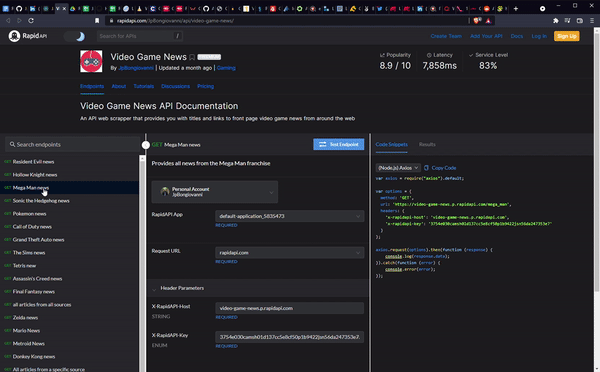 rapidapi.com/JpBongiovanni/api/video-game-news/
Rapid API
Search for APIs
Create Team
Add Your API
Docs
Log In
Sign Up
Video Game News
By JpBongiovanni | Updated a month ago | Gaming
Popularity
8.9 / 10
Latency
7,858ms
Service Level
83%
Endpoints
About
Tutorials
Discussions
Pricing
Video Game News API Documentation
An API web scrapper that provides you with titles and links to front page video game news from around the web
Search endpoints
GET Resident Evil news
GET Hollow Knight news
GET Mega Man news
GET Sonic the Hedgehog news
GET Pokemon news
GET Call of Duty news
GET Grand Theft Auto news
GET The Sims news
GET Tetris new
GET Assassin's Creed news
GET Final Fantasy news
GET all articles from all sources
GET Zelda news
GET Mario News
GET Metroid News
GET Donkey Kong news
GET All articles from a specific source
GET Mega Man news
Test Endpoint
Provides all news from the Mega Man franchise
Personal Account
JpBongiovanni
RapidAPI App
default-application_5835473
REQUIRED
Request URL
rapidapi.com
REQUIRED
Header Parameters
X-RapidAPI-Host
STRING
video-game-news.p.rapidapi.com
REQUIRED
X-RapidAPI-Key
ENUM
REQUIRED
Code Snippets
Results
(Node.js) Axios
Copy Code
var axios = require("axios").default;
var options = {
method: 'GET',
url: 'https://video-game-news.p.rapidapi.com/mega_man',
headers: {
'x-rapidapi-host': 'video-game-news.p.rapidapi.com',
'x-rapidapi-key':
}
};
axios.request(options).then(function (response) {
console.log(response.data);
}).catch(function (error) {
console.error(error);
});